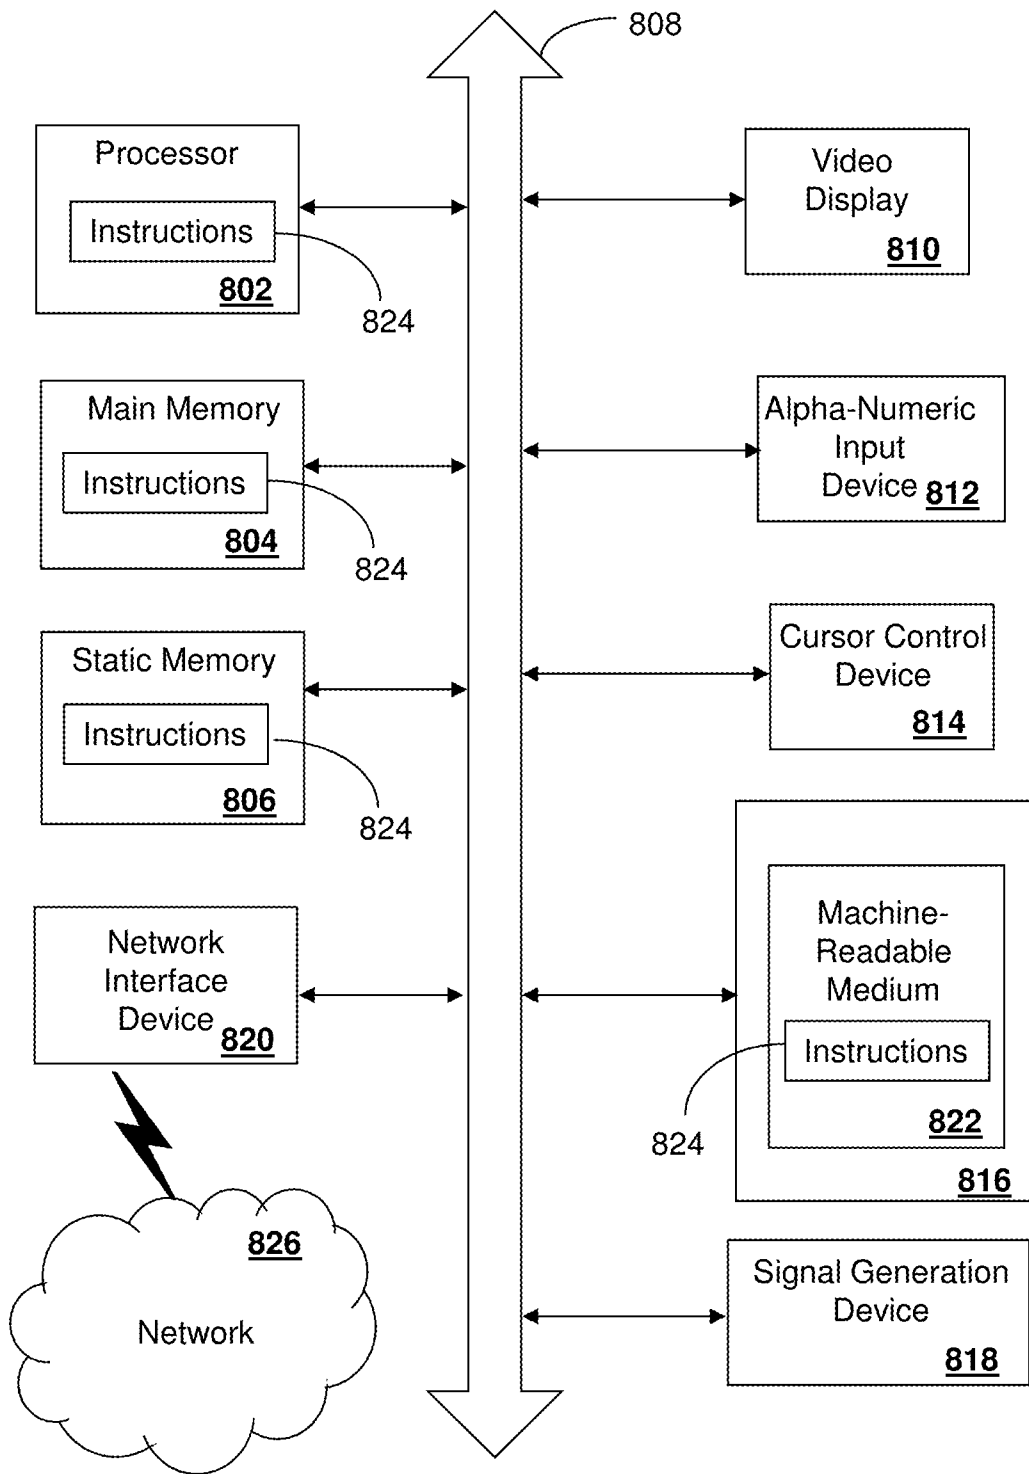 808
Processor
Instructions
802
824
Main Memory
Instructions
804
824
Static Memory
Instructions
806
824
Network
Interface
Device
820
826
Network
Video
Display
810
Alpha-Numeric
Input
Device
812
Cursor Control
Device
814
Machine-
Readable
Medium
Instructions
824
822
816
Signal Generation
Device
818